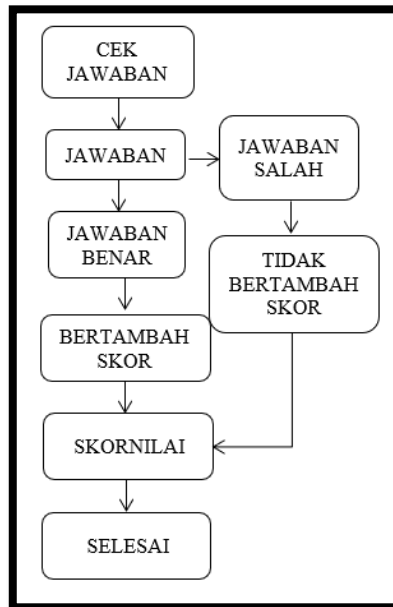 CEK
JAWABAN
JAWABAN
JAWABAN
SALAH
JAWABAN
BENAR
TIDAK
BERTAMBAH
SKOR
BERTAMBAH
SKOR
SKORNILAI
SELESAI